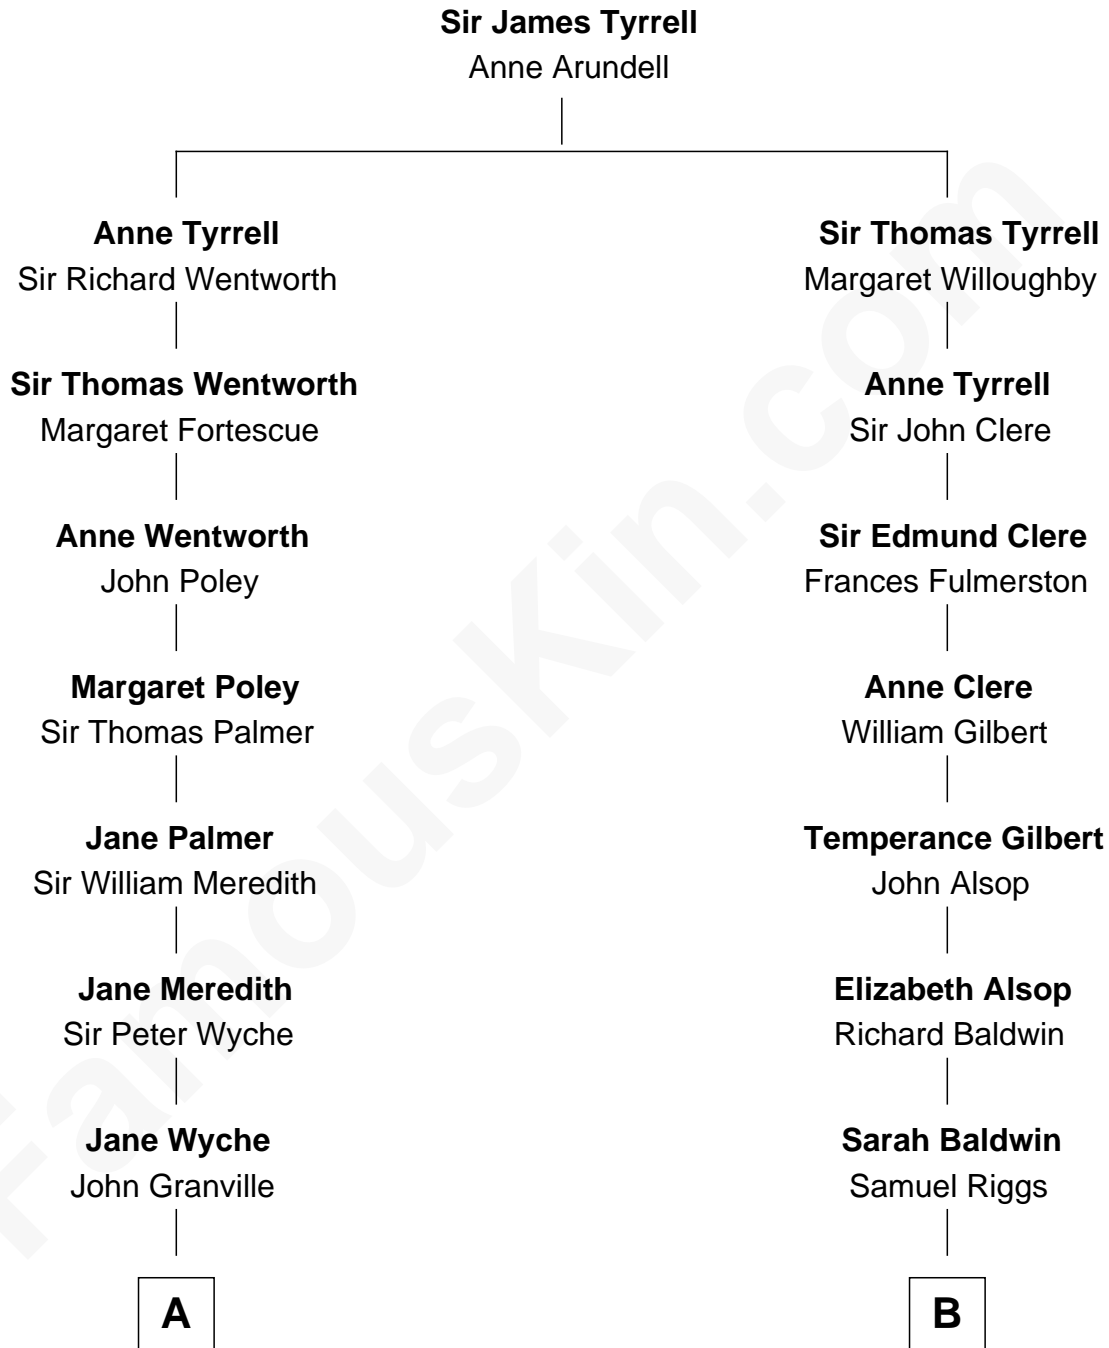 Sir James Tyrrell
Anne Arundell
Anne Tyrrell
Sir Richard Wentworth
Sir Thomas Wentworth
Margaret Fortescue
Anne Wentworth
John Poley
Margaret Poley
Sir Thomas Palmer
Jane Palmer
Sir William Meredith
Jane Meredith
Sir Peter Wyche
Jane Wyche
John Granville
A
Sir Thomas Tyrrell
Margaret Willoughby
Anne Tyrrell
Sir John Clere
Sir Edmund Clere
Frances Fulmerston
Anne Clere
William Gilbert
Temperance Gilbert
John Alsop
Elizabeth Alsop
Richard Baldwin
Sarah Baldwin
Samuel Riggs
B
FamousKin.com